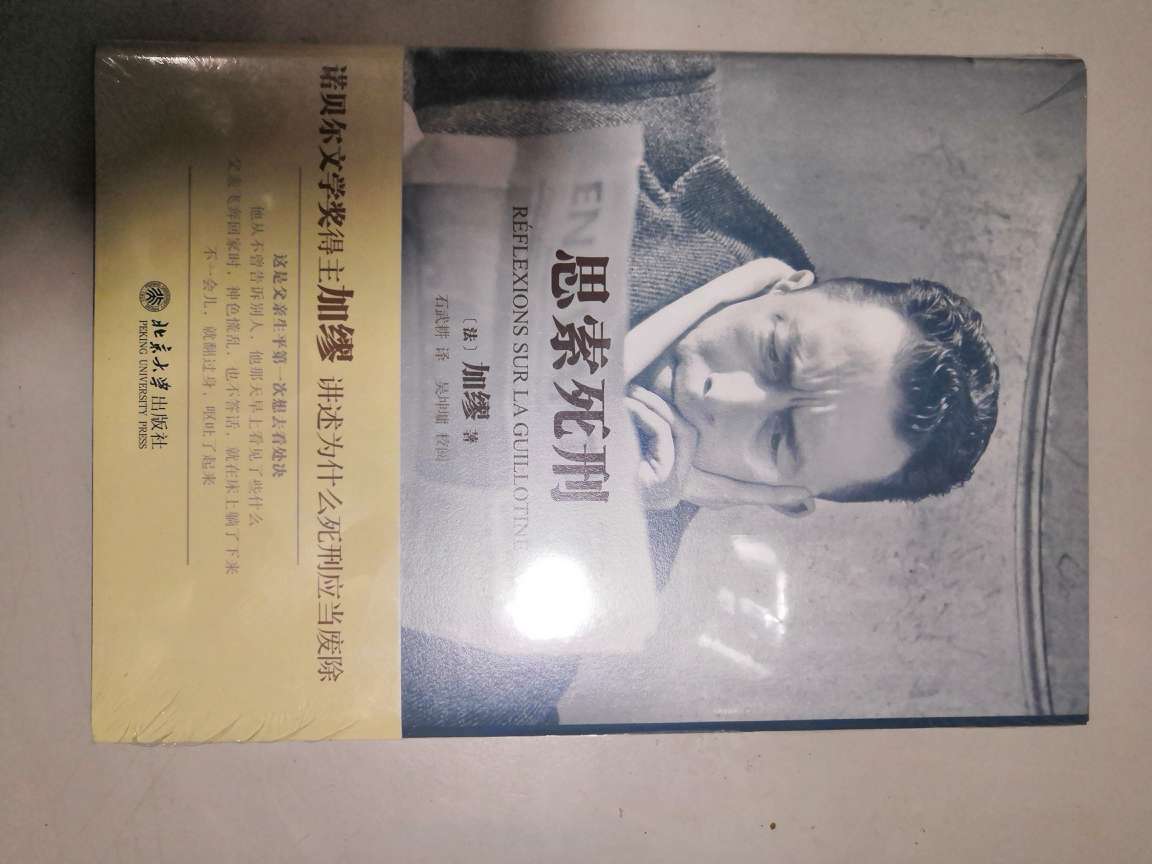 EN
思索死刑
RÉFLEXIONS SUR LA GUILLOTINE
〔法〕加缪 著
石武耕 译 吴坤墉 校阅
诺贝尔文学奖得主加缪 讲述为什么死刑应当废除
这是父亲生平第一次想去看处决
他从不曾告诉别人，他那天早上看见了些什么
父亲飞奔回家时，神色慌乱，也不答话，就在床上躺了下来
不一会儿，就翻过身，呕吐了起来
北京大学出版社
PEKING UNIVERSITY PRESS